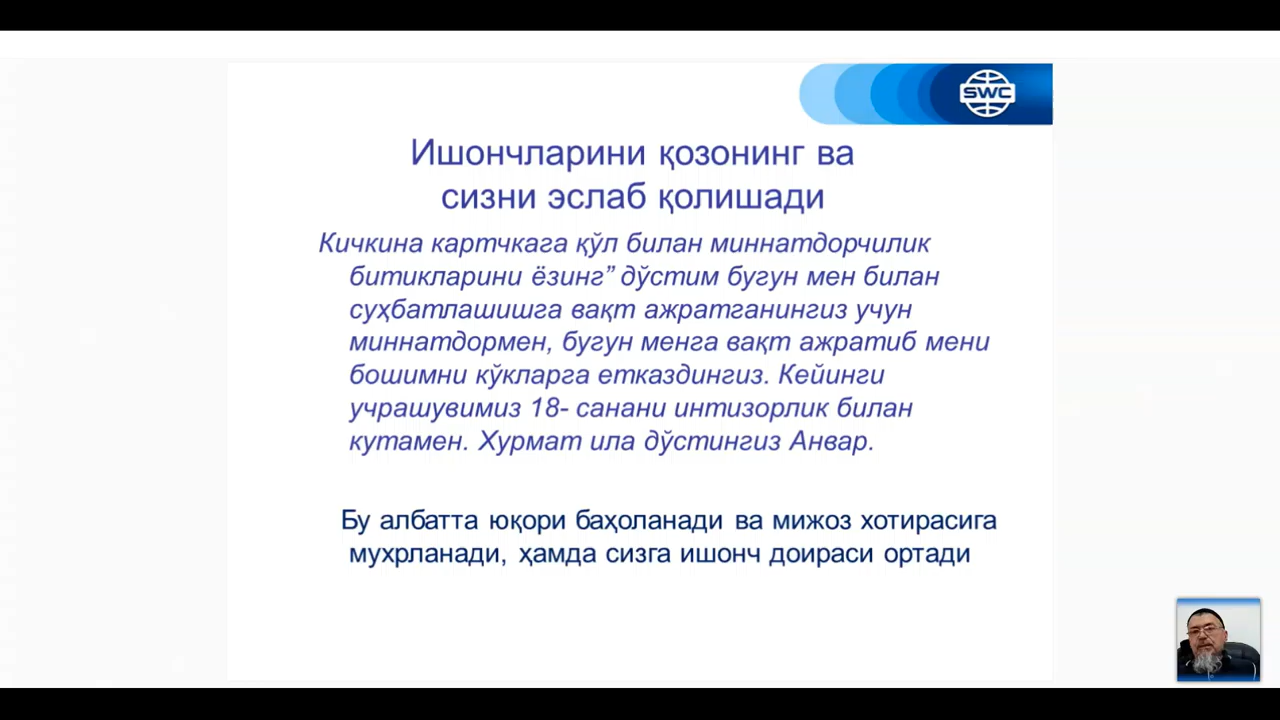 SWC
Ишончларини қозонинг ва
сизни эслаб қолишади
Кичкина картчкага қўл билан миннатдорчилик
битикларини ёзинг” дўстим бугун мен билан
суҳбатлашишга вақт ажратганингиз учун
миннатдормен, бугун менга вақт ажратиб мени
бошимни кўкларга етказдингиз. Кейинги
учрашувимиз 18- санани интизорлик билан
кутамен. Хурмат ила дўстингиз Анвар.
Бу албатта юқори баҳоланади ва мижоз хотирасига
мухрланади, ҳамда сизга ишонч доираси ортади